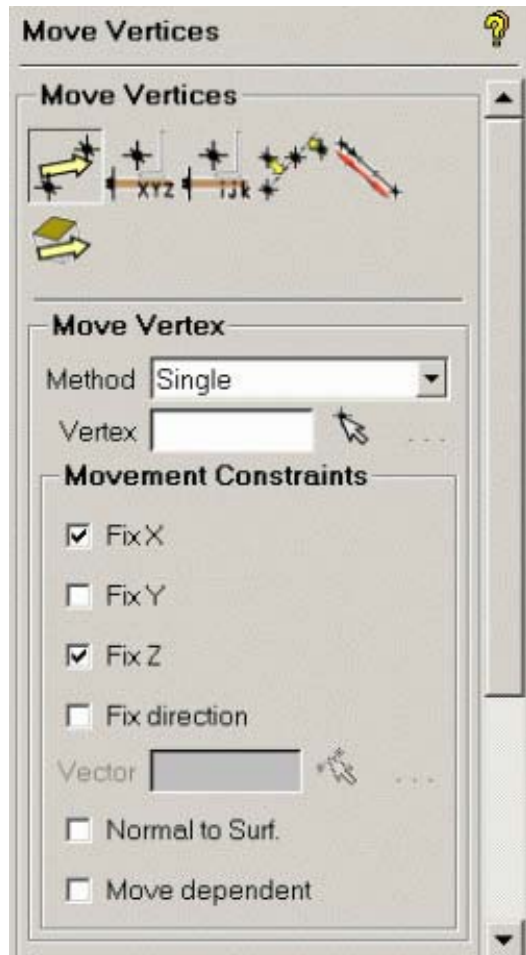 Move Vertices
Move Vertices
XYZ ijk
Move Vertex
Method Single
Vertex ...
Movement Constraints
Fix X
Fix Y
Fix Z
Fix direction
Vector ...
Normal to Surf.
Move dependent